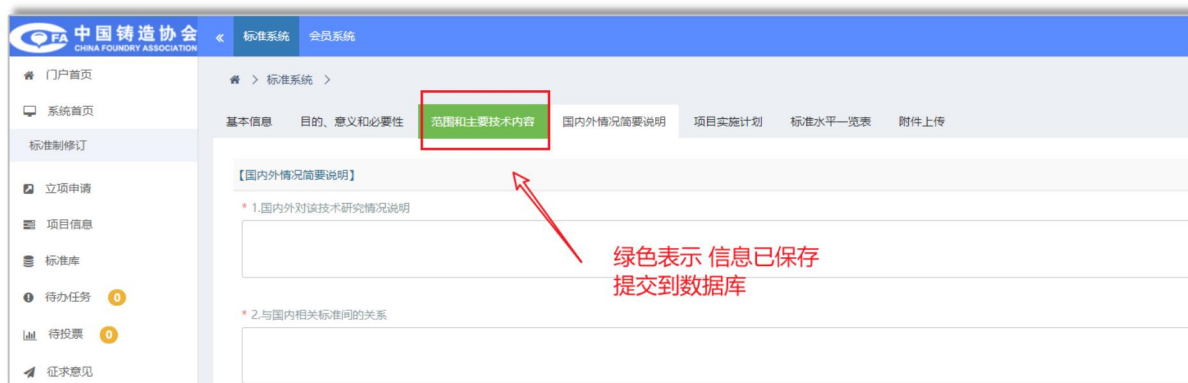 FA 中国铸造协会
CHINA FOUNDRY ASSOCIATION
« 标准系统 会员系统
门户首页
系统首页
标准制修订
立项申请
项目信息
标准库
待办任务 0
待投票 0
征求意见
> 标准系统 >
基本信息 目的、意义和必要性 范围和主要技术内容 国内外情况简要说明 项目实施计划 标准水平一览表 附件上传
【国内外情况简要说明】
* 1.国内外对该技术研究情况说明
绿色表示 信息已保存
提交到数据库
* 2.与国内相关标准间的关系